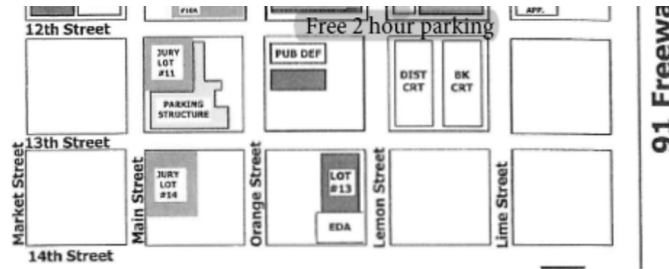 APP.
12th Street
Free 2 hour parking
JURY
LOT
#11
PUB DEF
DIST
CRT
BK
CRT
PARKING
STRUCTURE
91 Freewa
13th Street
Market Street
Main Street
Orange Street
Lemon Street
Lime Street
JURY
LOT
#14
LOT
#13
EDA
14th Street